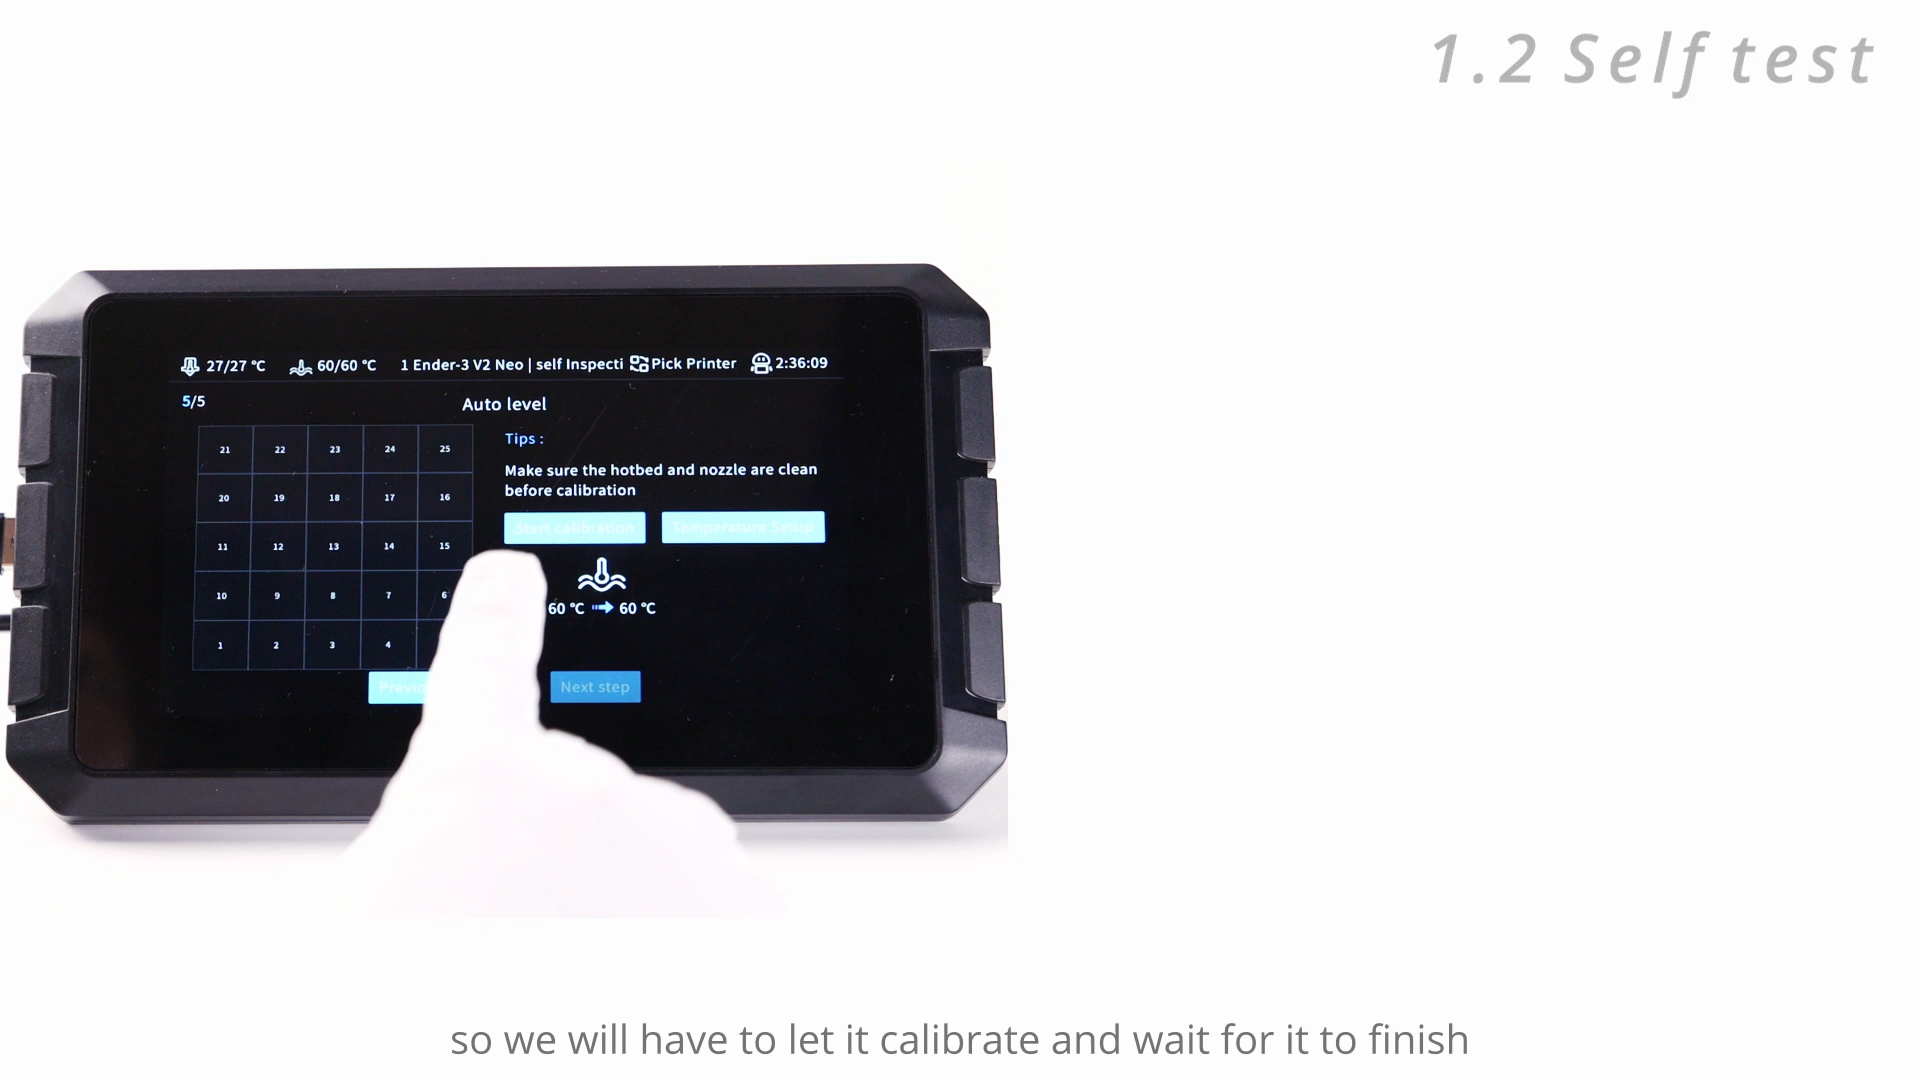 1.2 Self test
27/27 ℃ 60/60 ℃ 1 Ender-3 V2 Neo | self Inspecti Pick Printer 2:36:09
5/5
Auto level
21 22 23 24 25
20 19 18 17 16
11 12 13 14 15
10 9 8 7 6
1 2 3 4
Tips :
Make sure the hotbed and nozzle are clean
before calibration
Start calibration Temperature Setup
60 ℃ 60 ℃
Next step
so we will have to let it calibrate and wait for it to finish